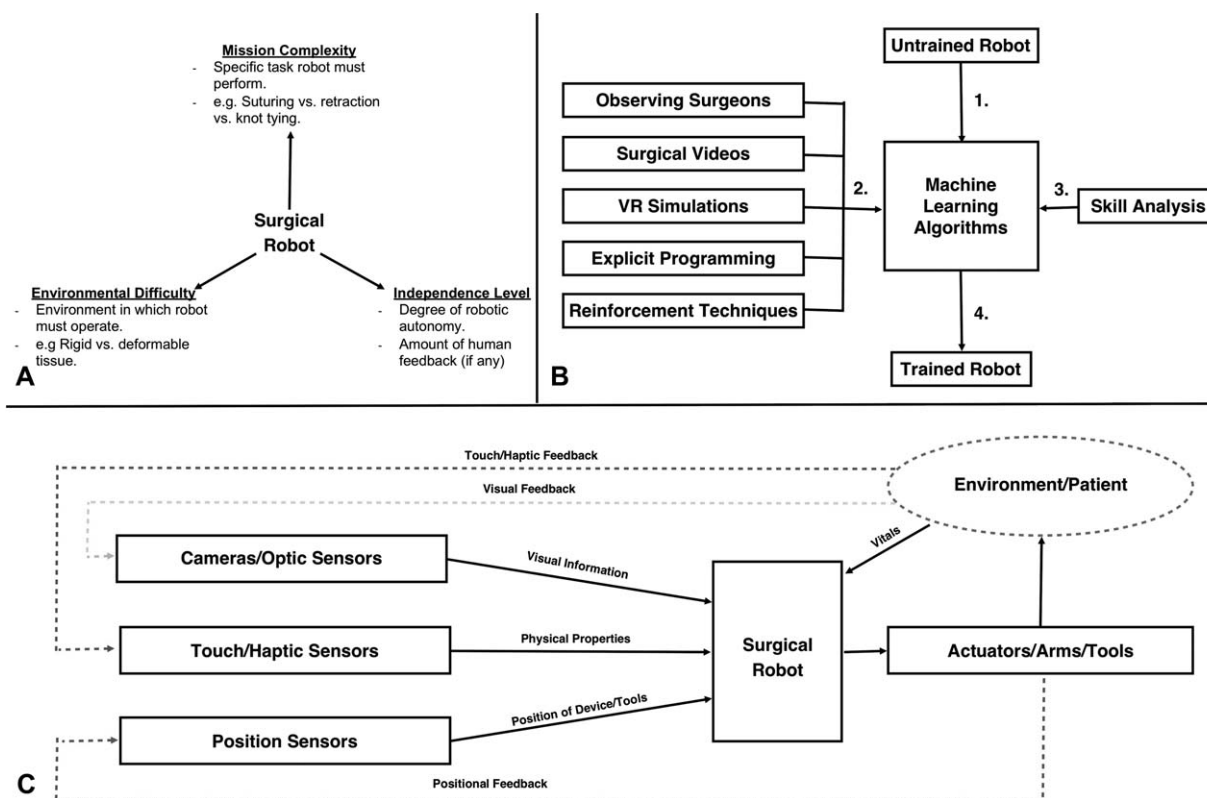 Mission Complexity
- Specific task robot must
perform.
- e.g. Suturing vs. retraction
vs. knot tying.
Surgical
Robot
Environmental Difficulty
- Environment in which robot
must operate.
- e.g Rigid vs. deformable
tissue.
Independence Level
- Degree of robotic
autonomy.
- Amount of human
feedback (if any)
A
Untrained Robot
1.
Observing Surgeons
Surgical Videos
VR Simulations
Explicit Programming
Reinforcement Techniques
2.
Machine
Learning
Algorithms
3.
Skill Analysis
4.
Trained Robot
B
Touch/Haptic Feedback
Visual Feedback
Environment/Patient
Vitals
Cameras/Optic Sensors
Visual Information
Touch/Haptic Sensors
Physical Properties
Surgical
Robot
Actuators/Arms/Tools
Position Sensors
Position of Device/Tools
Positional Feedback
C